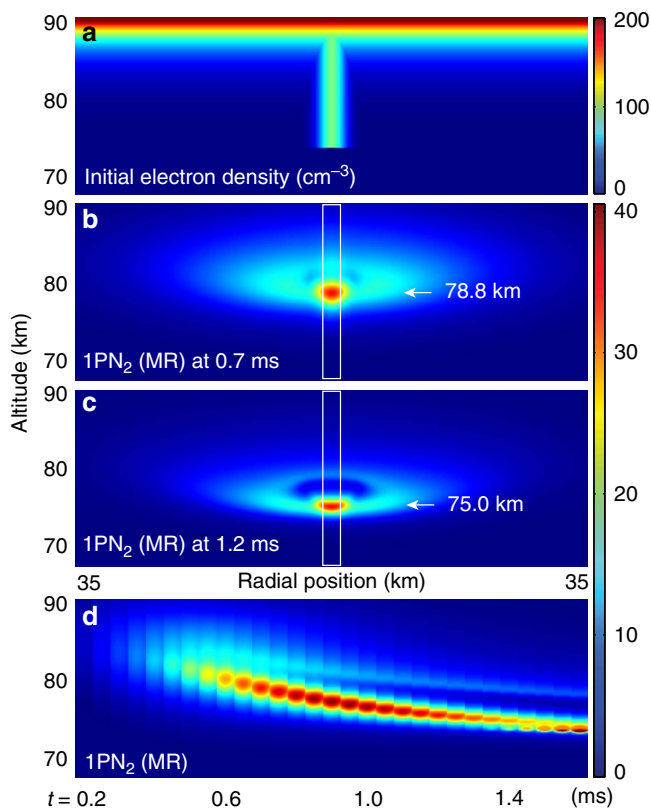 a
90
80
70
Initial electron density (cm⁻³)
200
100
0
b
90
80
70
78.8 km
1PN₂ (MR) at 0.7 ms
c
90
80
70
75.0 km
1PN₂ (MR) at 1.2 ms
Altitude (km)
35 Radial position (km) 35
40
30
20
10
0
d
90
80
70
1PN₂ (MR)
t = 0.2 0.6 1.0 1.4 (ms)